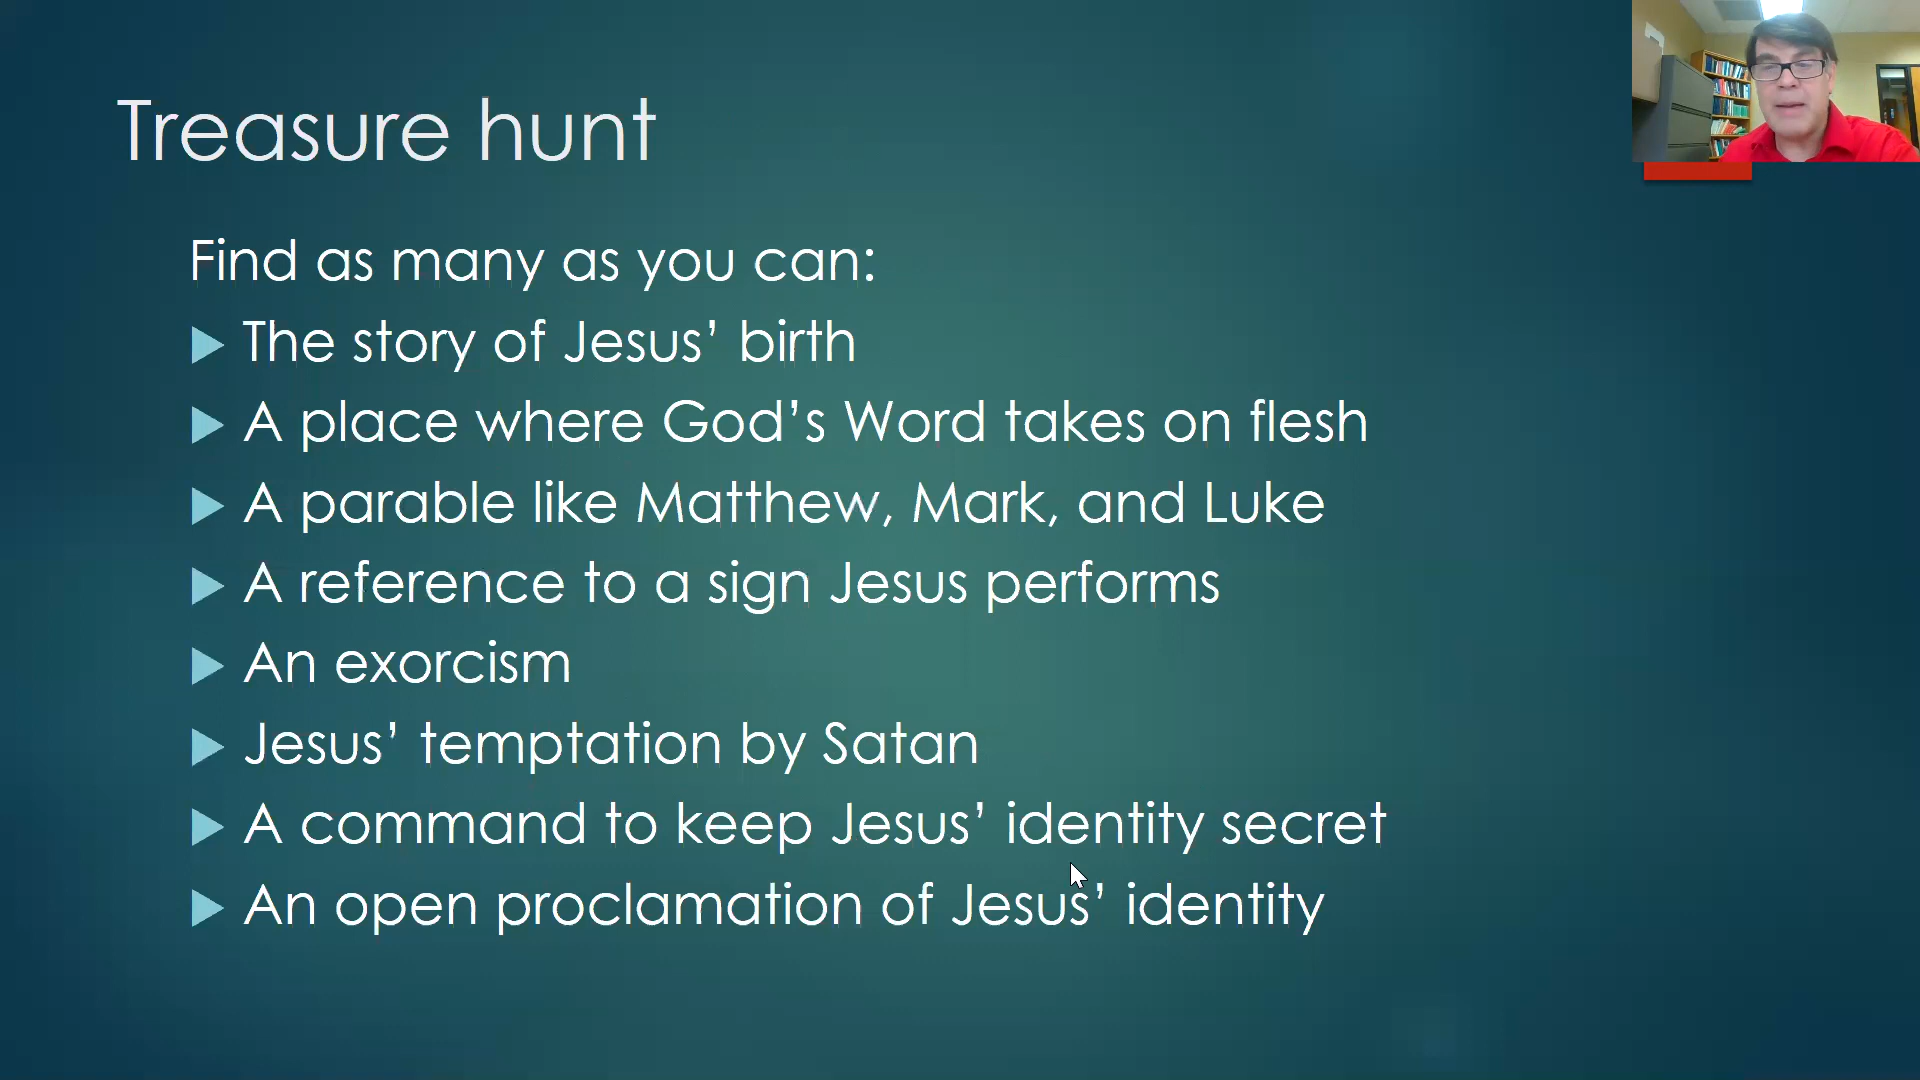 Treasure hunt
Find as many as you can:
The story of Jesus’ birth
A place where God’s Word takes on flesh
A parable like Matthew, Mark, and Luke
A reference to a sign Jesus performs
An exorcism
Jesus’ temptation by Satan
A command to keep Jesus’ identity secret
An open proclamation of Jesus’ identity